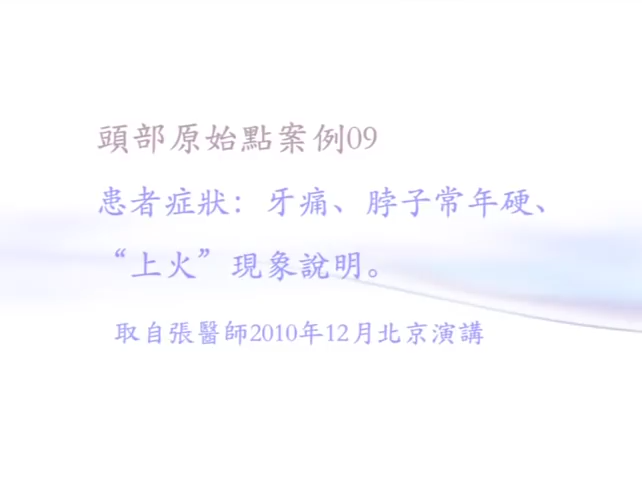 頭部原始點案例09
患者症狀：牙痛、脖子常年硬、
“上火”現象說明。
取自張醫師2010年12月北京演講